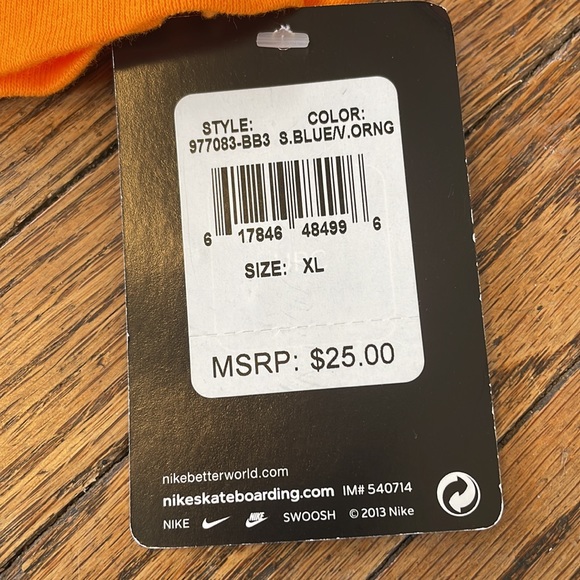 STYLE: COLOR:
977083-BB3 S.BLUE/V.ORNG
6 17846 48499 6
SIZE: XL
MSRP: $25.00
nikebetterworld.com
nikeskateboarding.com IM# 540714
NIKE NIKE SWOOSH © 2013 Nike